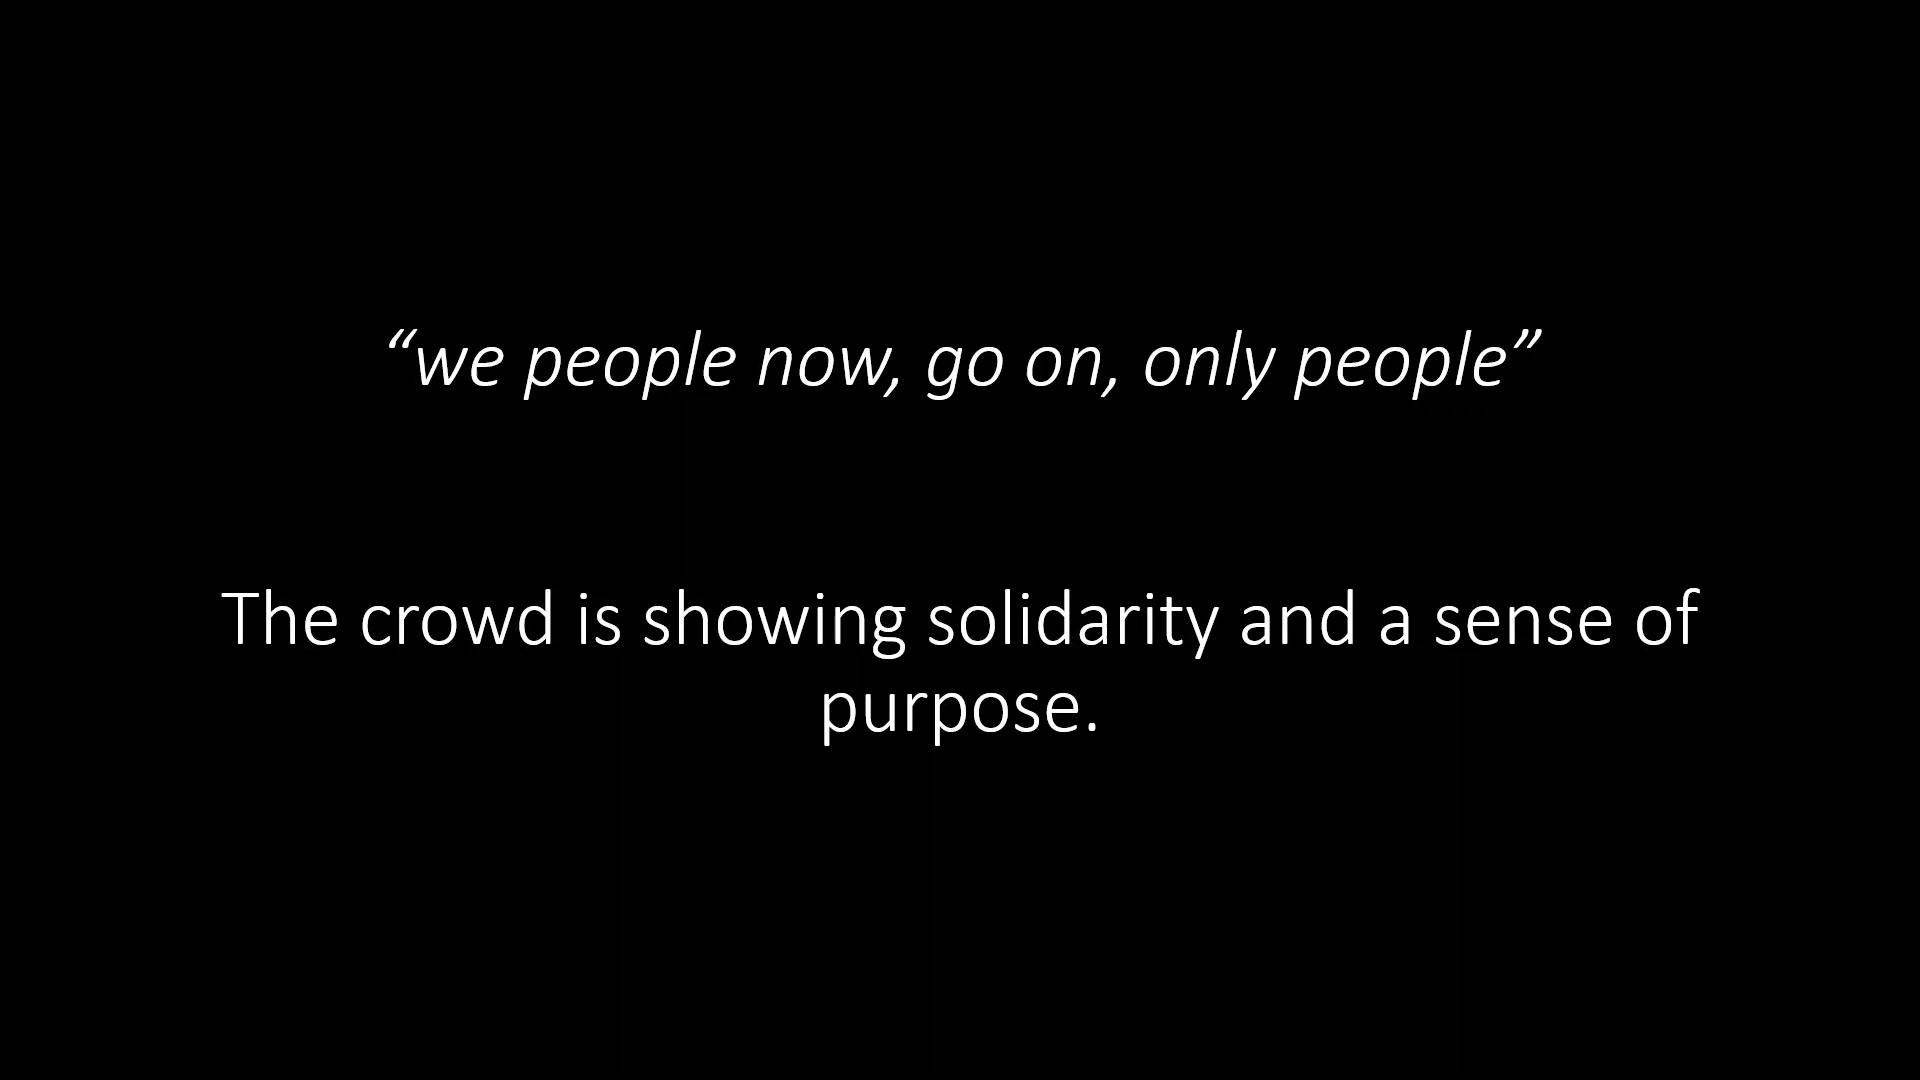 “we people now, go on, only people”
The crowd is showing solidarity and a sense of
purpose.